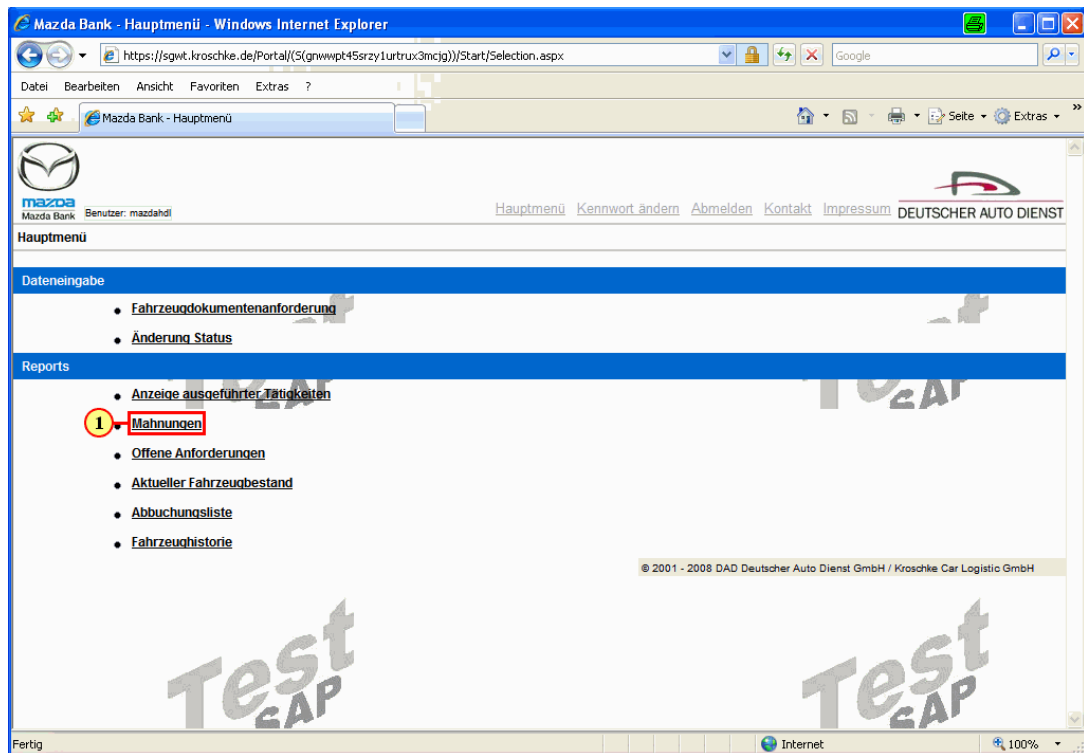 Mazda Bank - Hauptmenü - Windows Internet Explorer
https://sgwt.kroschke.de/Portal/(S(gnwwpt45srzy1urtrux3mcjg))/Start/Selection.aspx
Google
Datei Bearbeiten Ansicht Favoriten Extras ?
Mazda Bank - Hauptmenü
Seite Extras »
mazda
Mazda Bank Benutzer: mazdahdl
Hauptmenü Kennwort ändern Abmelden Kontakt Impressum DEUTSCHER AUTO DIENST
Hauptmenü
Dateneingabe
Fahrzeugdokumentenanforderung
Änderung Status
Reports
Anzeige ausgeführter Tätigkeiten
1 Mahnungen
Offene Anforderungen
Aktueller Fahrzeugbestand
Abbuchungsliste
Fahrzeughistorie
© 2001 - 2008 DAD Deutscher Auto Dienst GmbH / Kroschke Car Logistic GmbH
Test Test
SAP SAP
Fertig Internet 100%